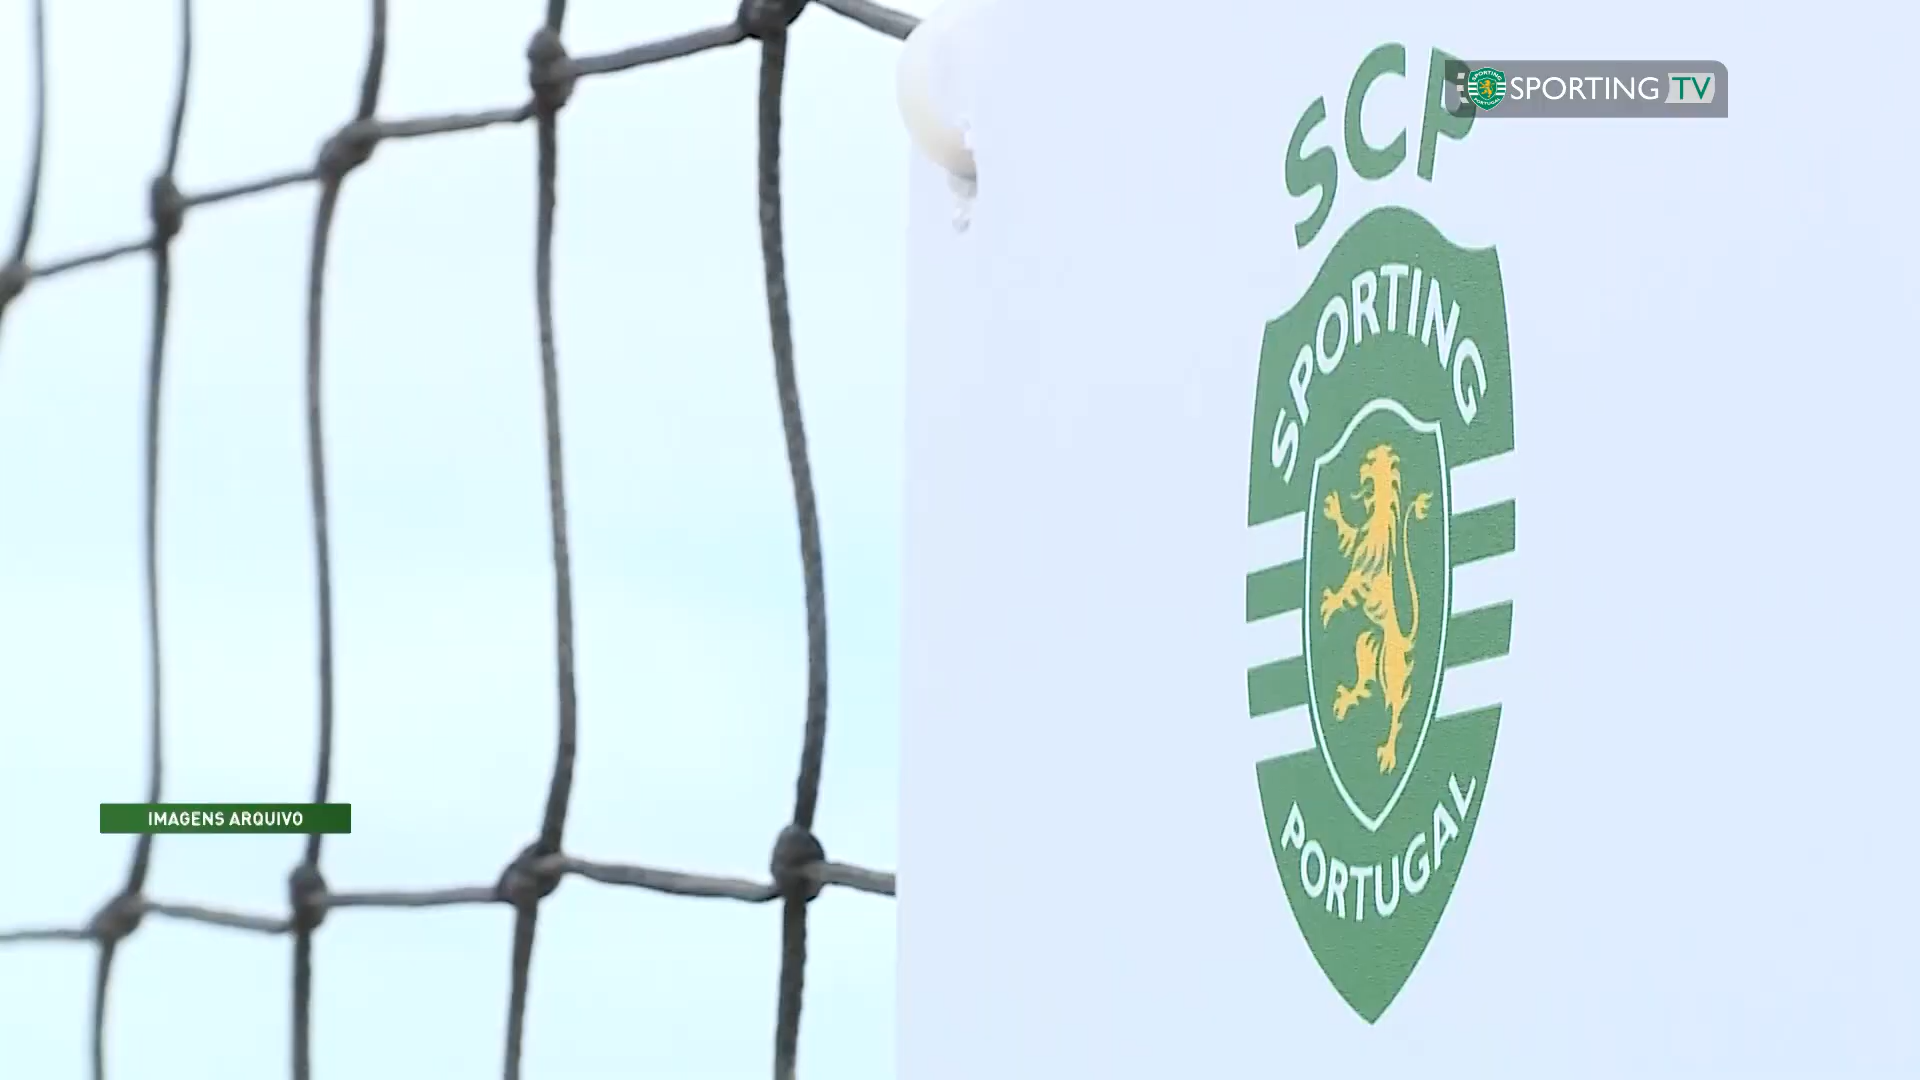 SCP
SPORTING TV
SPORTING
PORTUGAL
IMAGENS ARQUIVO